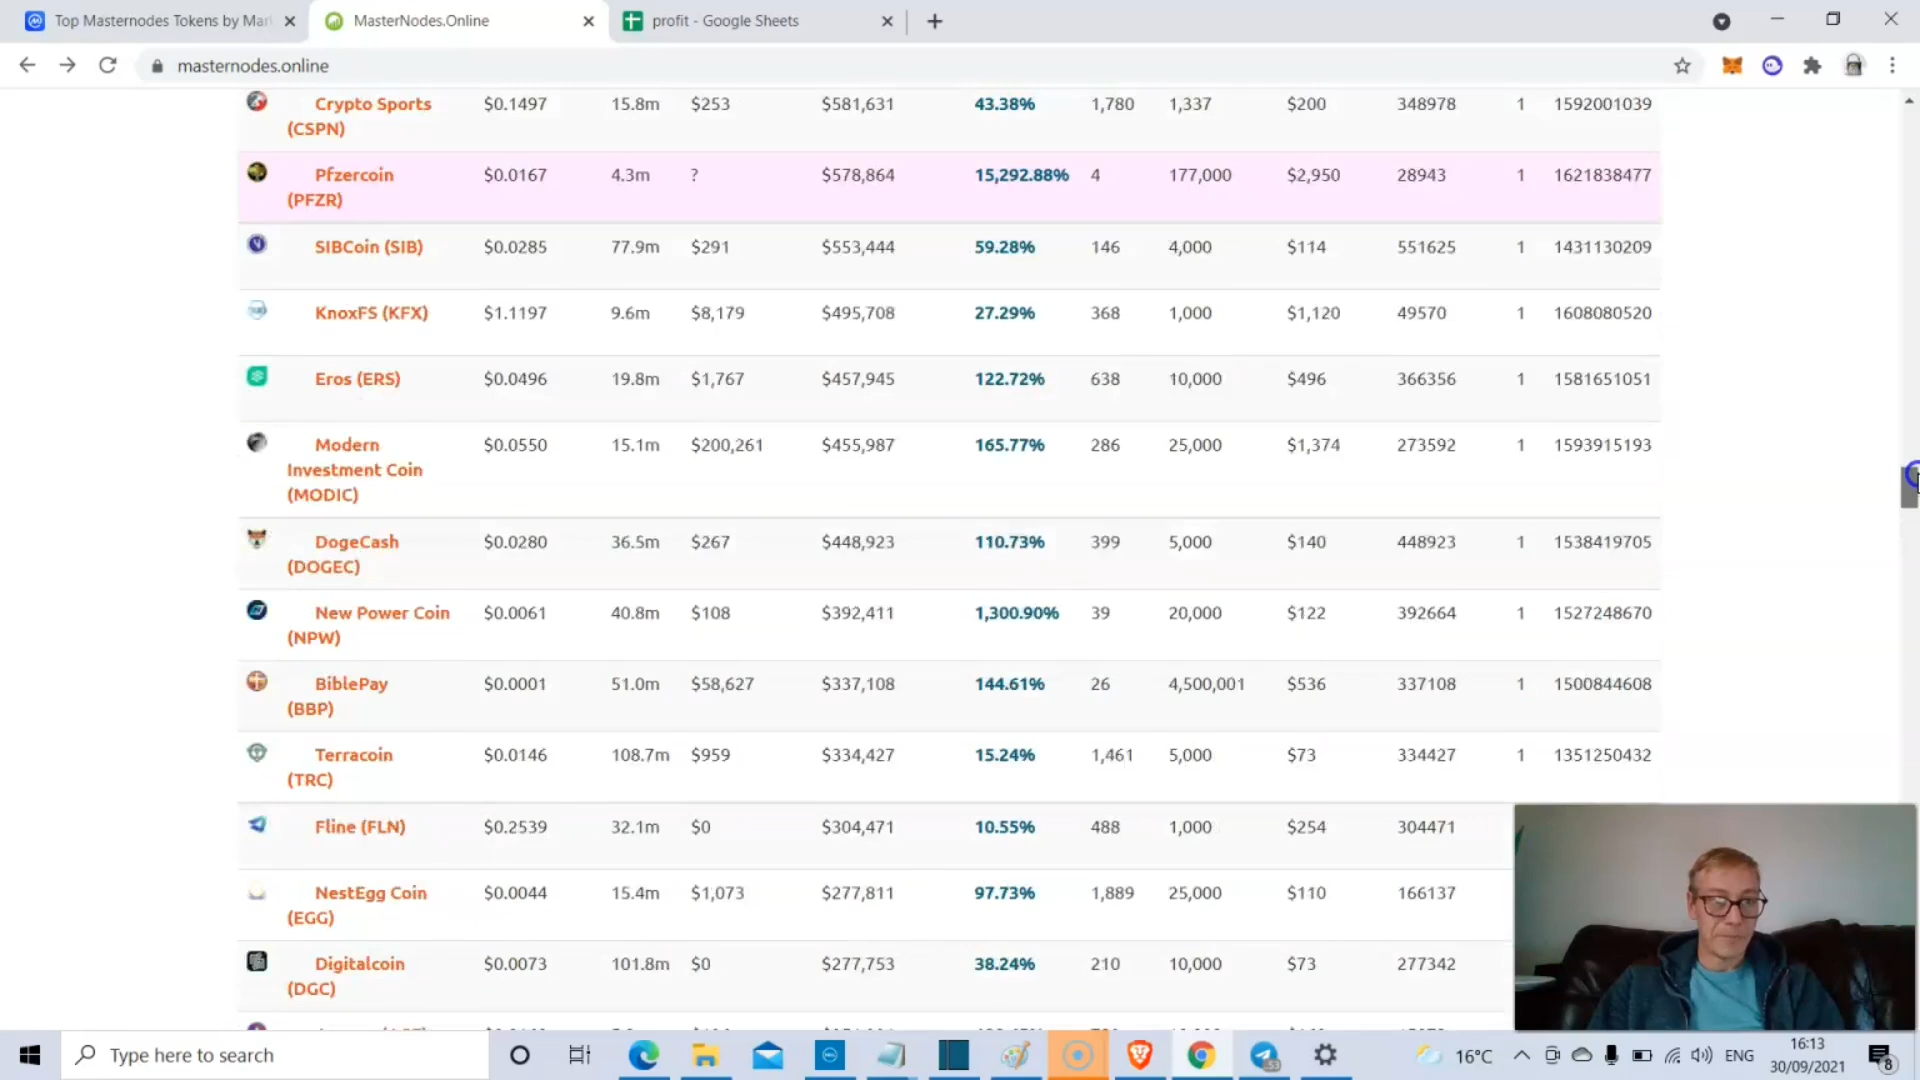 Top Masternodes Tokens by Mar
MasterNodes.Online
profit - Google Sheets
masternodes.online
Crypto Sports (CSPN) $0.1497 15.8m $253 $581,631 43.38% 1,780 1,337 $200 348978 1 1592001039
Pfzercoin (PFZR) $0.0167 4.3m ? $578,864 15,292.88% 4 177,000 $2,950 28943 1 1621838477
SIBCoin (SIB) $0.0285 77.9m $291 $553,444 59.28% 146 4,000 $114 551625 1 1431130209
KnoxFS (KFX) $1.1197 9.6m $8,179 $495,708 27.29% 368 1,000 $1,120 49570 1 1608080520
Eros (ERS) $0.0496 19.8m $1,767 $457,945 122.72% 638 10,000 $496 366356 1 1581651051
Modern Investment Coin (MODIC) $0.0550 15.1m $200,261 $455,987 165.77% 286 25,000 $1,374 273592 1 1593915193
DogeCash (DOGEC) $0.0280 36.5m $267 $448,923 110.73% 399 5,000 $140 448923 1 1538419705
New Power Coin (NPW) $0.0061 40.8m $108 $392,411 1,300.90% 39 20,000 $122 392664 1 1527248670
BiblePay (BBP) $0.0001 51.0m $58,627 $337,108 144.61% 26 4,500,001 $536 337108 1 1500844608
Terracoin (TRC) $0.0146 108.7m $959 $334,427 15.24% 1,461 5,000 $73 334427 1 1351250432
Fline (FLN) $0.2539 32.1m $0 $304,471 10.55% 488 1,000 $254 304471
NestEgg Coin (EGG) $0.0044 15.4m $1,073 $277,811 97.73% 1,889 25,000 $110 166137
Digitalcoin (DGC) $0.0073 101.8m $0 $277,753 38.24% 210 10,000 $73 277342
Type here to search
16°C
ENG
16:13
30/09/2021
8